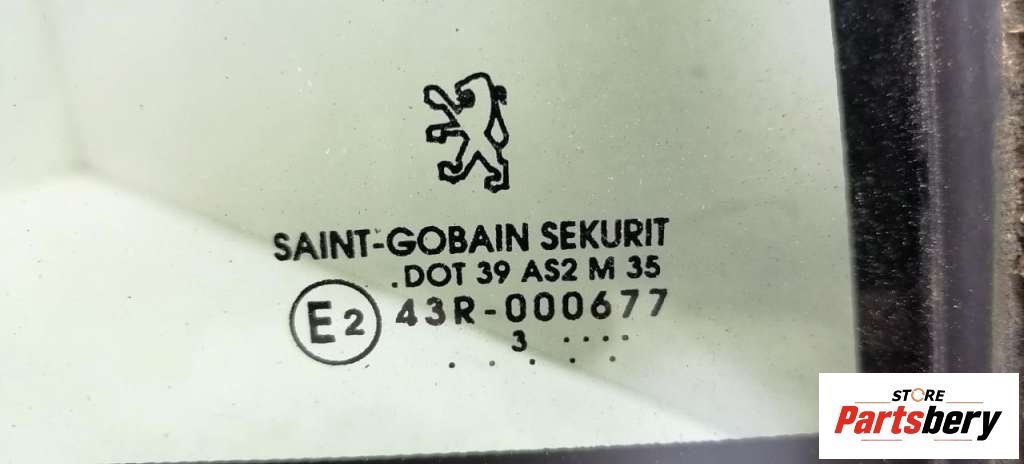 SAINT-GOBAIN SEKURIT
.DOT 39 AS2 M 35
E2 43R-000677
3 ....
. . . . .
STORE
Partsbery